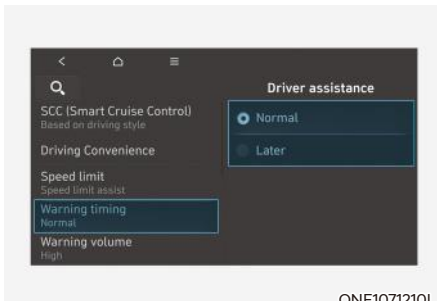 Driver assistance
SCC (Smart Cruise Control)
Based on driving style
Driving Convenience
Speed limit
Speed limit assist
Warning timing
Normal
Warning volume
High
Normal
Later